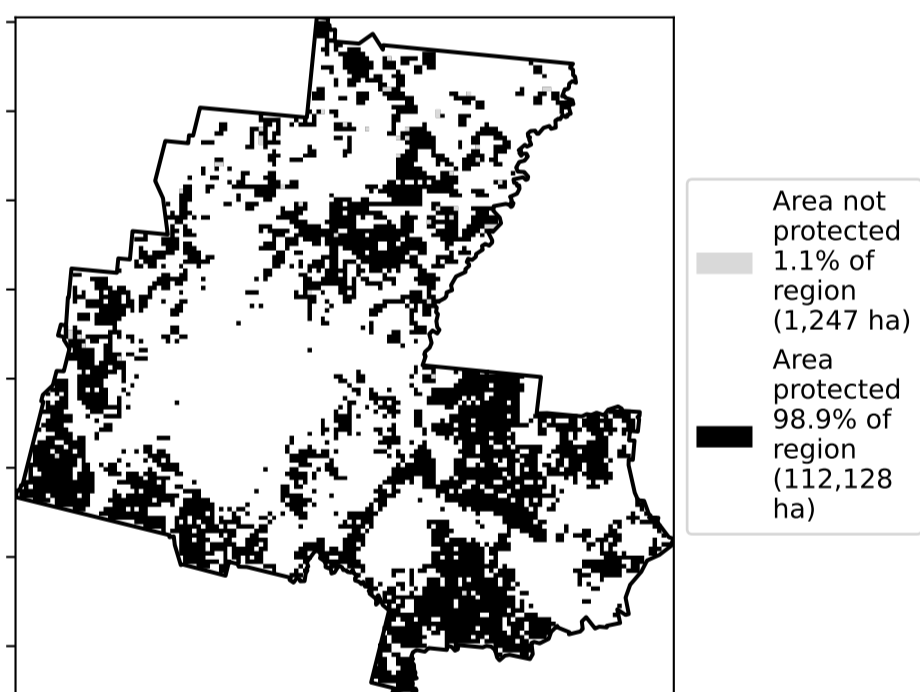 Area not
protected
1.1% of
region
(1,247 ha)
Area
protected
98.9% of
region
(112,128
ha)